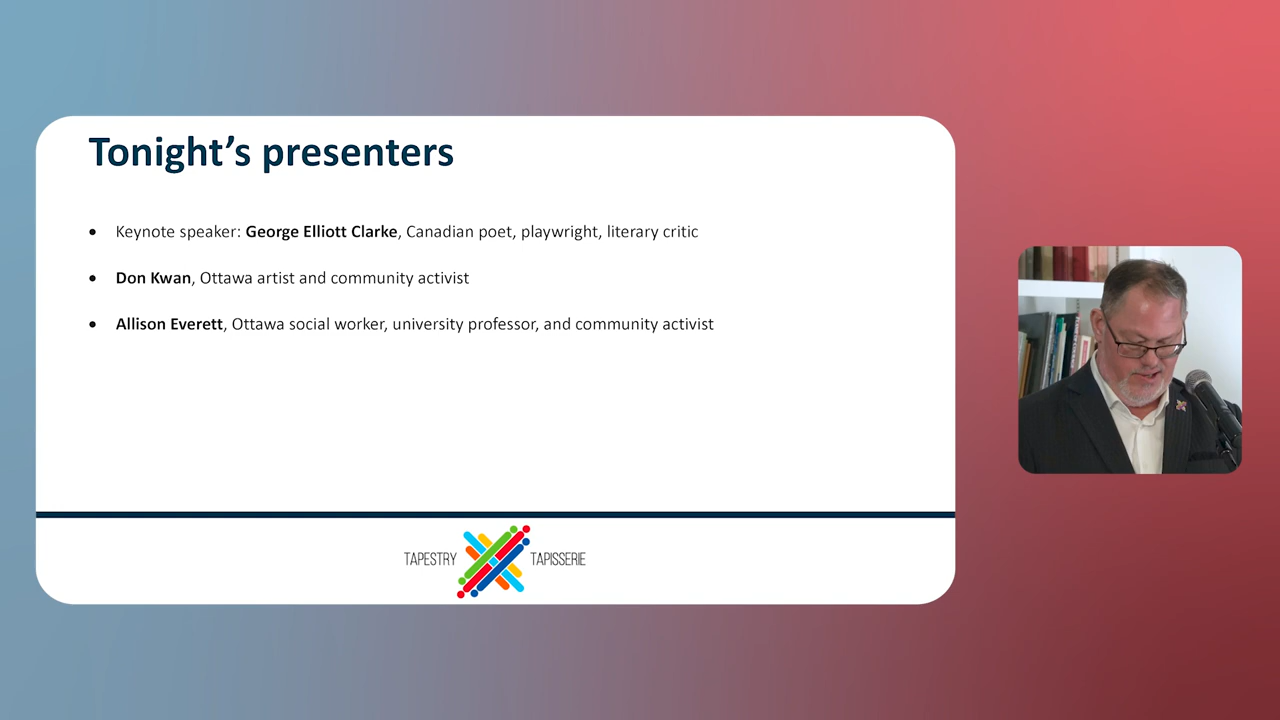 Tonight's presenters
• Keynote speaker: George Elliott Clarke, Canadian poet, playwright, literary critic
• Don Kwan, Ottawa artist and community activist
• Allison Everett, Ottawa social worker, university professor, and community activist
TAPESTRY TAPISSERIE